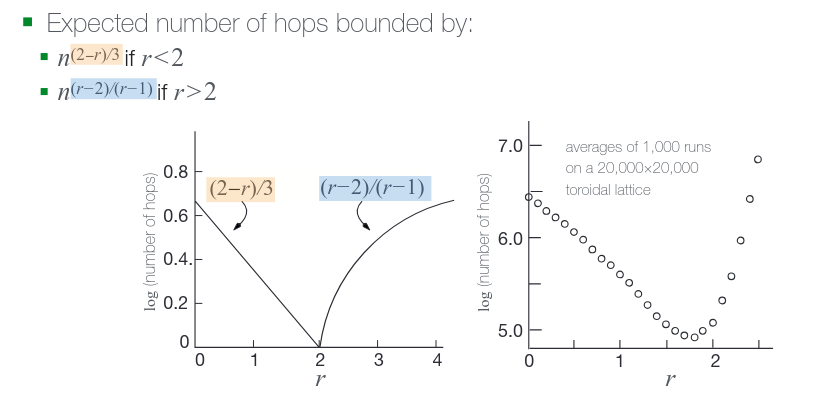 Expected number of hops bounded by:
n^(2−r)/3 if r<2
n^(r−2)/(r−1) if r>2
0.8
0.6
0.4
0.2
0
log (number of hops)
(2−r)/3
(r−2)/(r−1)
0 1 2 3 4
r
7.0
6.0
5.0
log (number of hops)
averages of 1,000 runs
on a 20,000×20,000
toroidal lattice
0 1 2
r